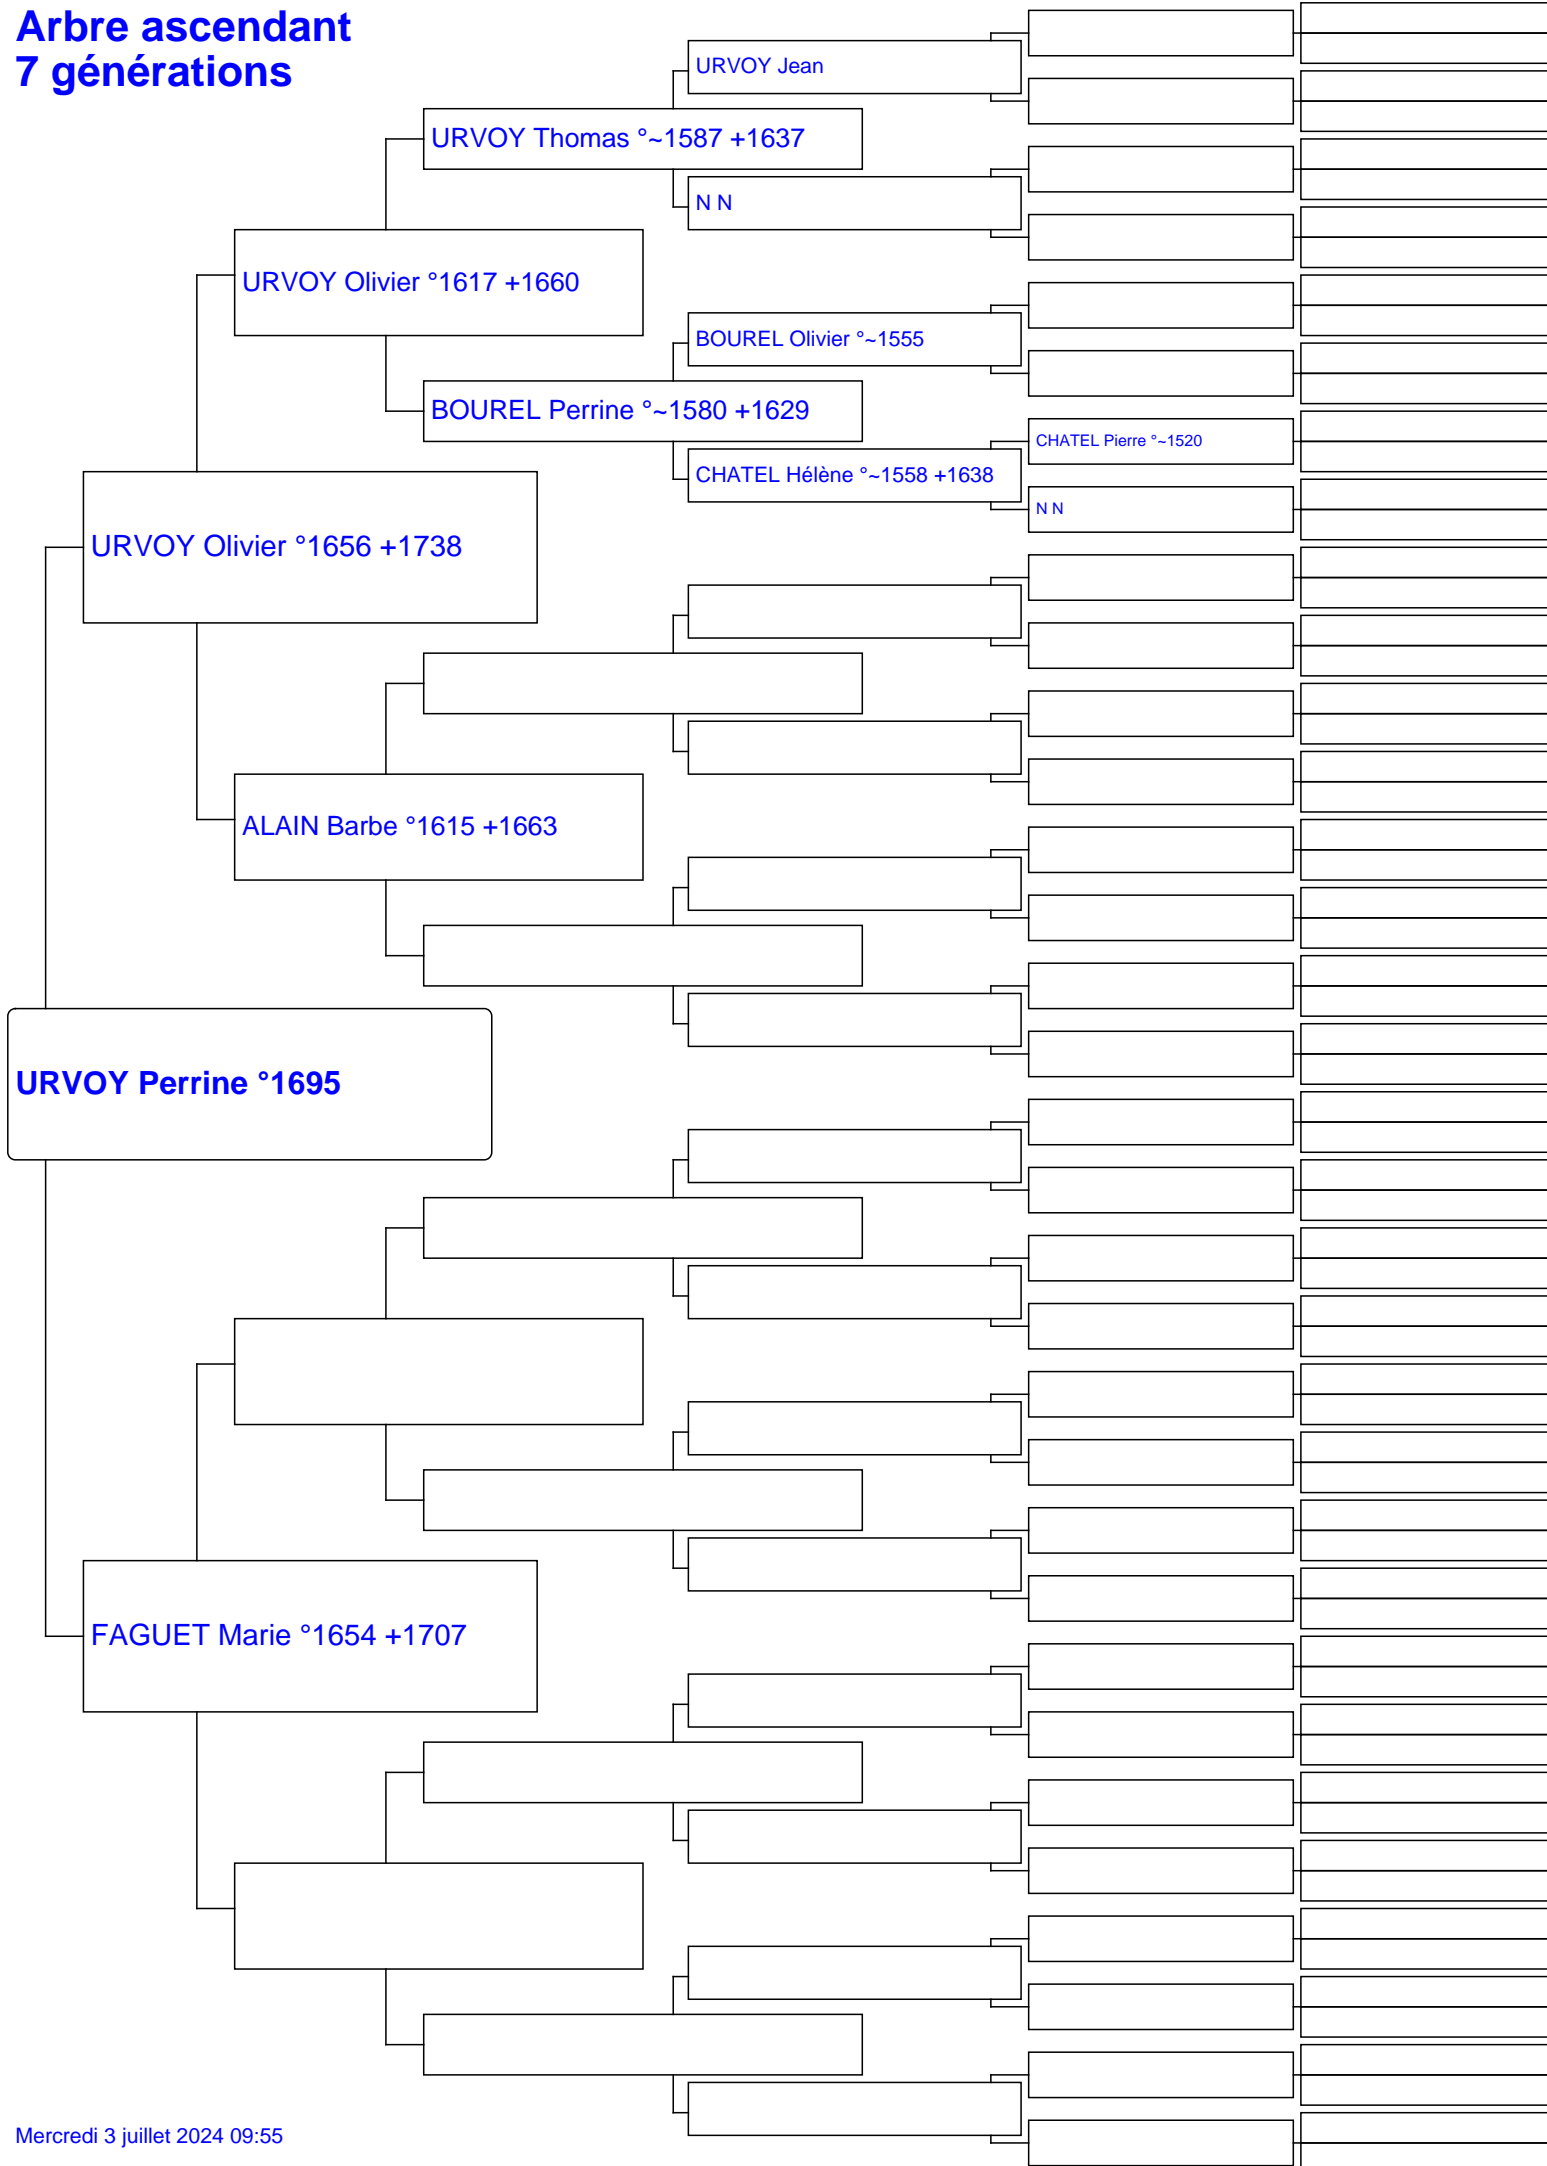 Arbre ascendant
7 générations
URVOY Jean
URVOY Thomas °~1587 +1637
N N
URVOY Olivier °1617 +1660
BOUREL Olivier °~1555
BOUREL Perrine °~1580 +1629
CHATEL Pierre °~1520
CHATEL Hélène °~1558 +1638
N N
URVOY Olivier °1656 +1738
ALAIN Barbe °1615 +1663
URVOY Perrine °1695
FAGUET Marie °1654 +1707
Mercredi 3 juillet 2024 09:55